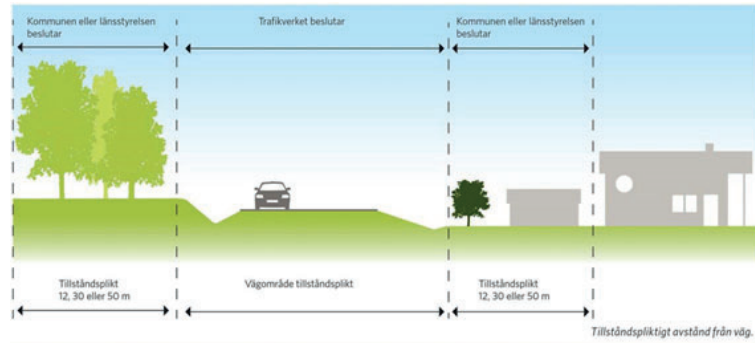 Kommunen eller länsstyrelsen
beslutar
Trafikverket beslutar
Kommunen eller länsstyrelsen
beslutar
Tillståndsplikt
12, 30 eller 50 m
Vägområde tillståndsplikt
Tillståndsplikt
12, 30 eller 50 m
Tillståndspliktigt avstånd från väg.